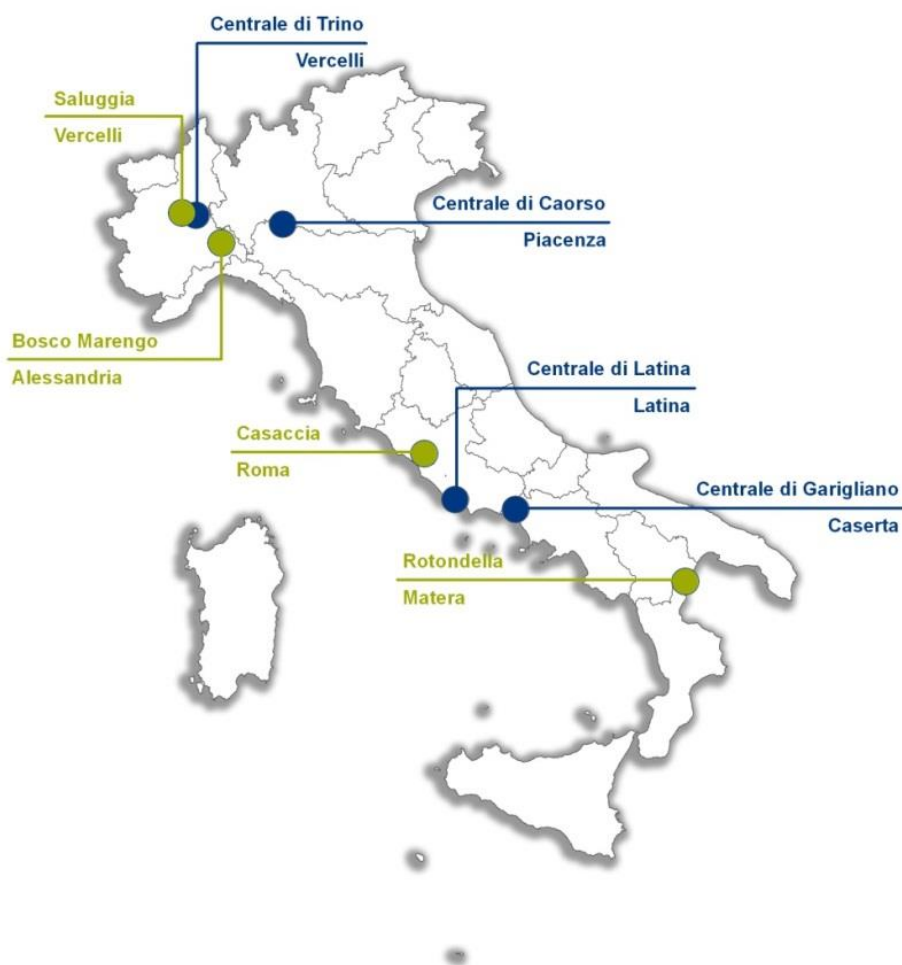 Centrale di Trino
Vercelli
Saluggia
Vercelli
Centrale di Caorso
Piacenza
Bosco Marengo
Alessandria
Centrale di Latina
Latina
Casaccia
Roma
Centrale di Garigliano
Caserta
Rotondella
Matera